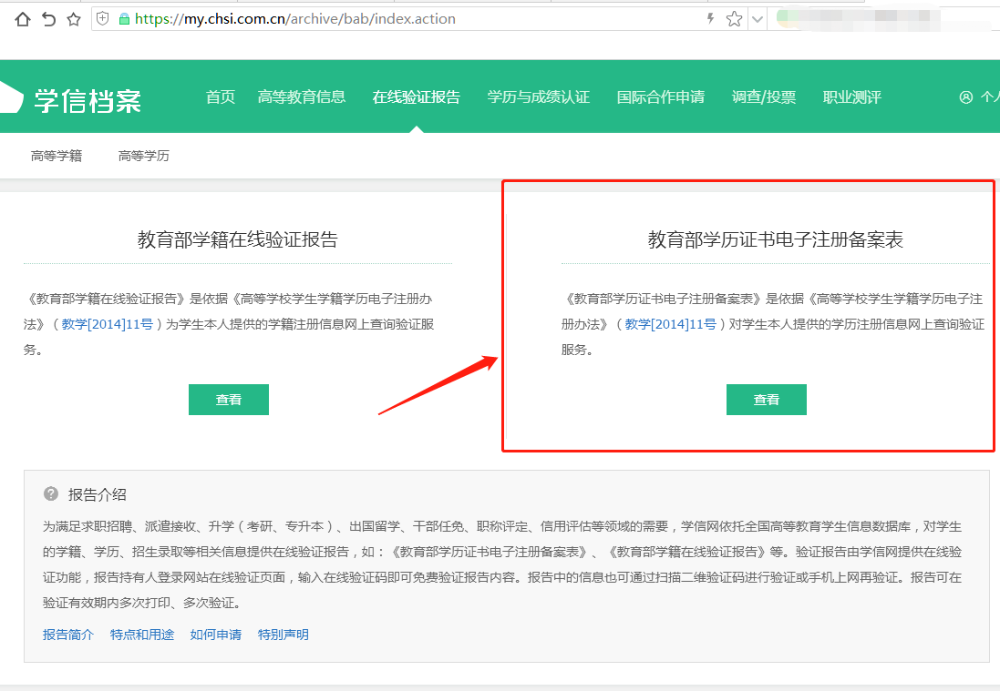 https://my.chsi.com.cn/archive/bab/index.action
学信档案
首页 高等教育信息 在线验证报告 学历与成绩认证 国际合作申请 调查/投票 职业测评 个人
高等学籍 高等学历
教育部学籍在线验证报告
《教育部学籍在线验证报告》是依据《高等学校学生学籍学历电子注册办
法》（教学[2014]11号）为学生本人提供的学籍注册信息网上查询验证服
务。
查看
教育部学历证书电子注册备案表
《教育部学历证书电子注册备案表》是依据《高等学校学生学籍学历电子注
册办法》（教学[2014]11号）对学生本人提供的学历注册信息网上查询验证
服务。
查看
报告介绍
为满足求职招聘、派遣接收、升学（考研、专升本）、出国留学、干部任免、职称评定、信用评估等领域的需要，学信网依托全国高等教育学生信息数据库，对学生
的学籍、学历、招生录取等相关信息提供在线验证报告，如：《教育部学历证书电子注册备案表》、《教育部学籍在线验证报告》等。验证报告由学信网提供在线验
证功能，报告持有人登录网站在线验证页面，输入在线验证码即可免费验证报告内容。报告中的信息也可通过扫描二维验证码进行验证或手机上网再验证。报告可在
验证有效期内多次打印、多次验证。
报告简介 特点和用途 如何申请 特别声明